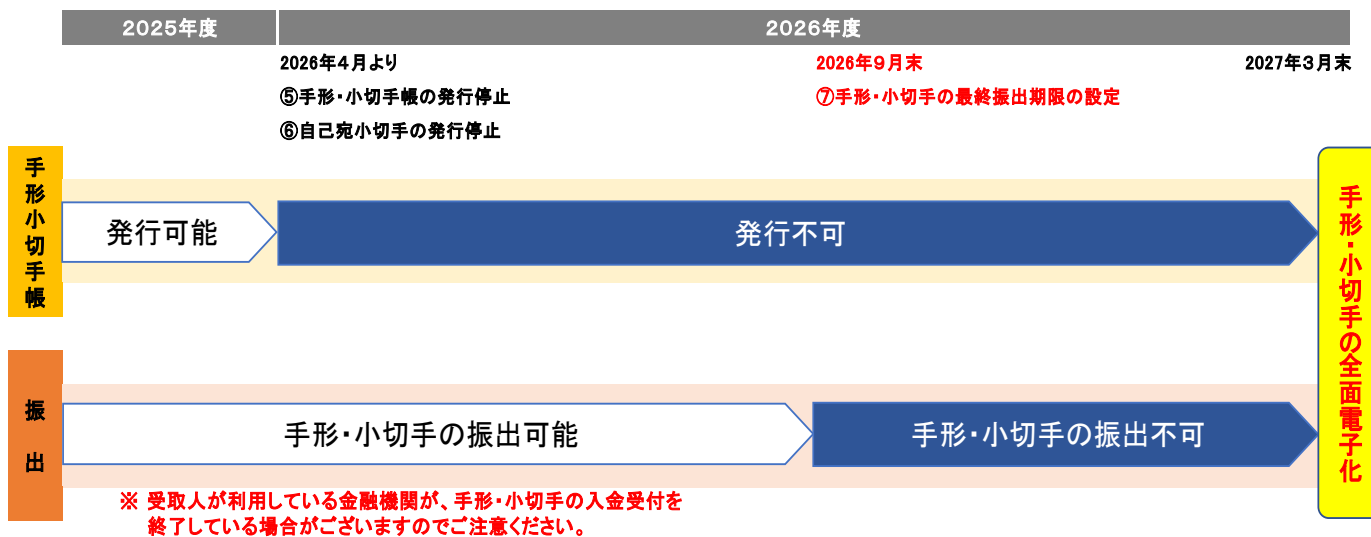 2025年度
2026年度
2026年4月より
2026年9月末
2027年3月末
⑤手形・小切手帳の発行停止
⑦手形・小切手の最終振出期限の設定
⑥自己宛小切手の発行停止
手形小切手帳
発行可能
発行不可
手形・小切手の全面電子化
振出
手形・小切手の振出可能
手形・小切手の振出不可
※ 受取人が利用している金融機関が、手形・小切手の入金受付を
終了している場合がございますのでご注意ください。